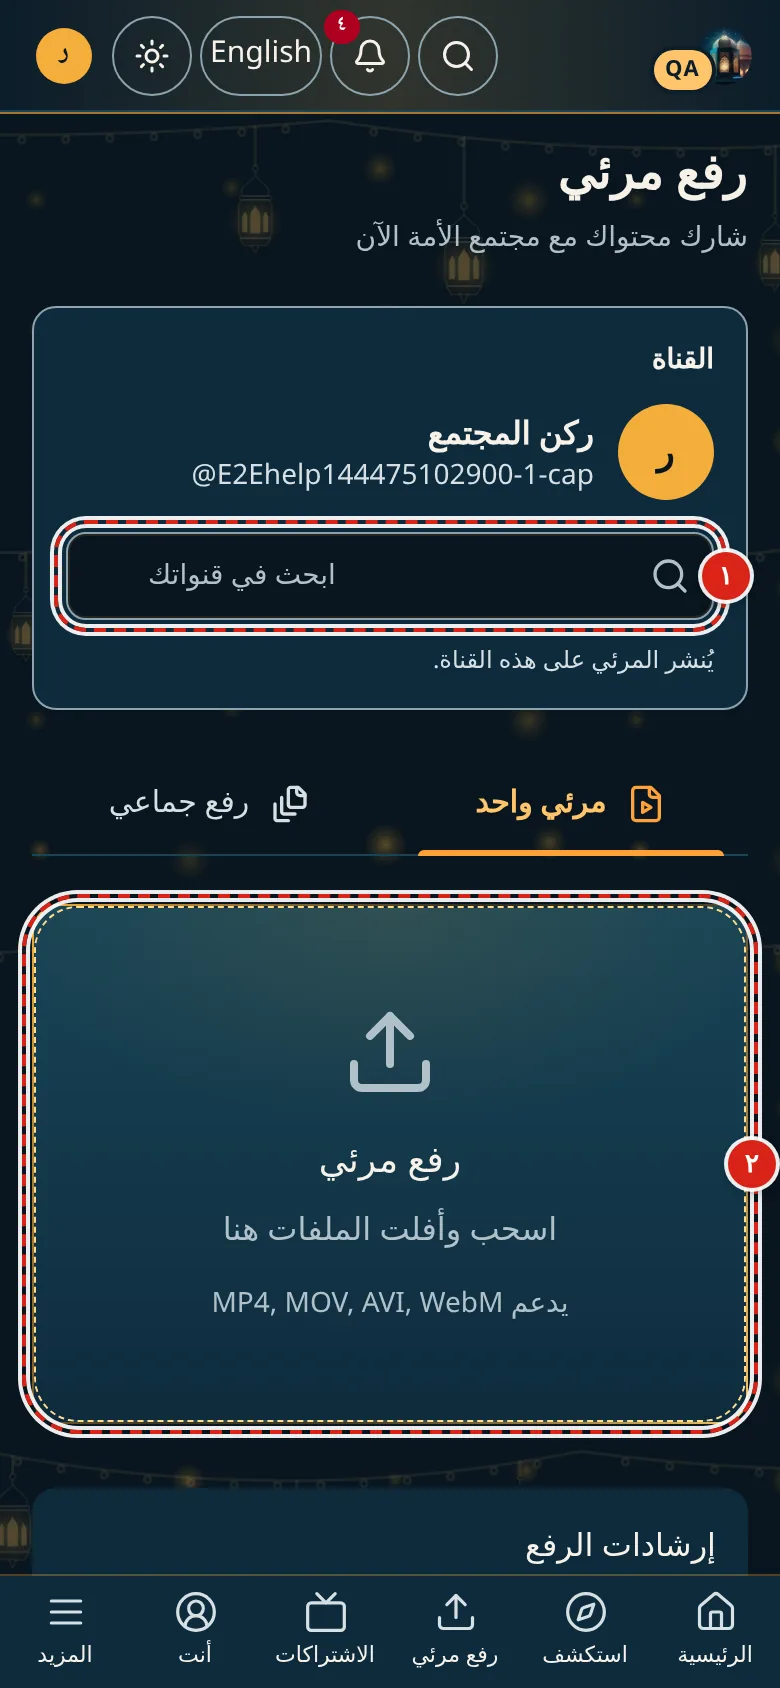 QA
٤
English
ر
رفع مرئي
شارك محتواك مع مجتمع الأمة الآن
القناة
ر
ركن المجتمع
@E2Ehelp144475102900-1-cap
ابحث في قنواتك
١
يُنشر المرئي على هذه القناة.
مرئي واحد
رفع جماعي
رفع مرئي
٢
اسحب وأفلت الملفات هنا
يدعم MP4, MOV, AVI, WebM
إرشادات الرفع
الرئيسية
استكشف
رفع مرئي
الاشتراكات
أنت
المزيد